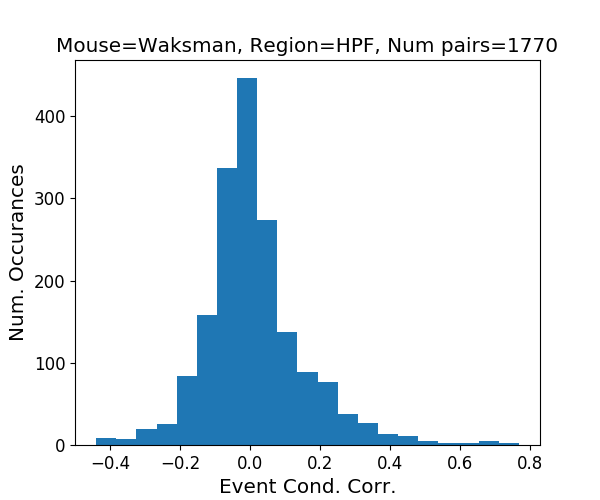 Mouse=Waksman, Region=HPF, Num pairs=1770
Num. Occurances
400
300
200
100
0
−0.4 −0.2 0.0 0.2 0.4 0.6 0.8
Event Cond. Corr.